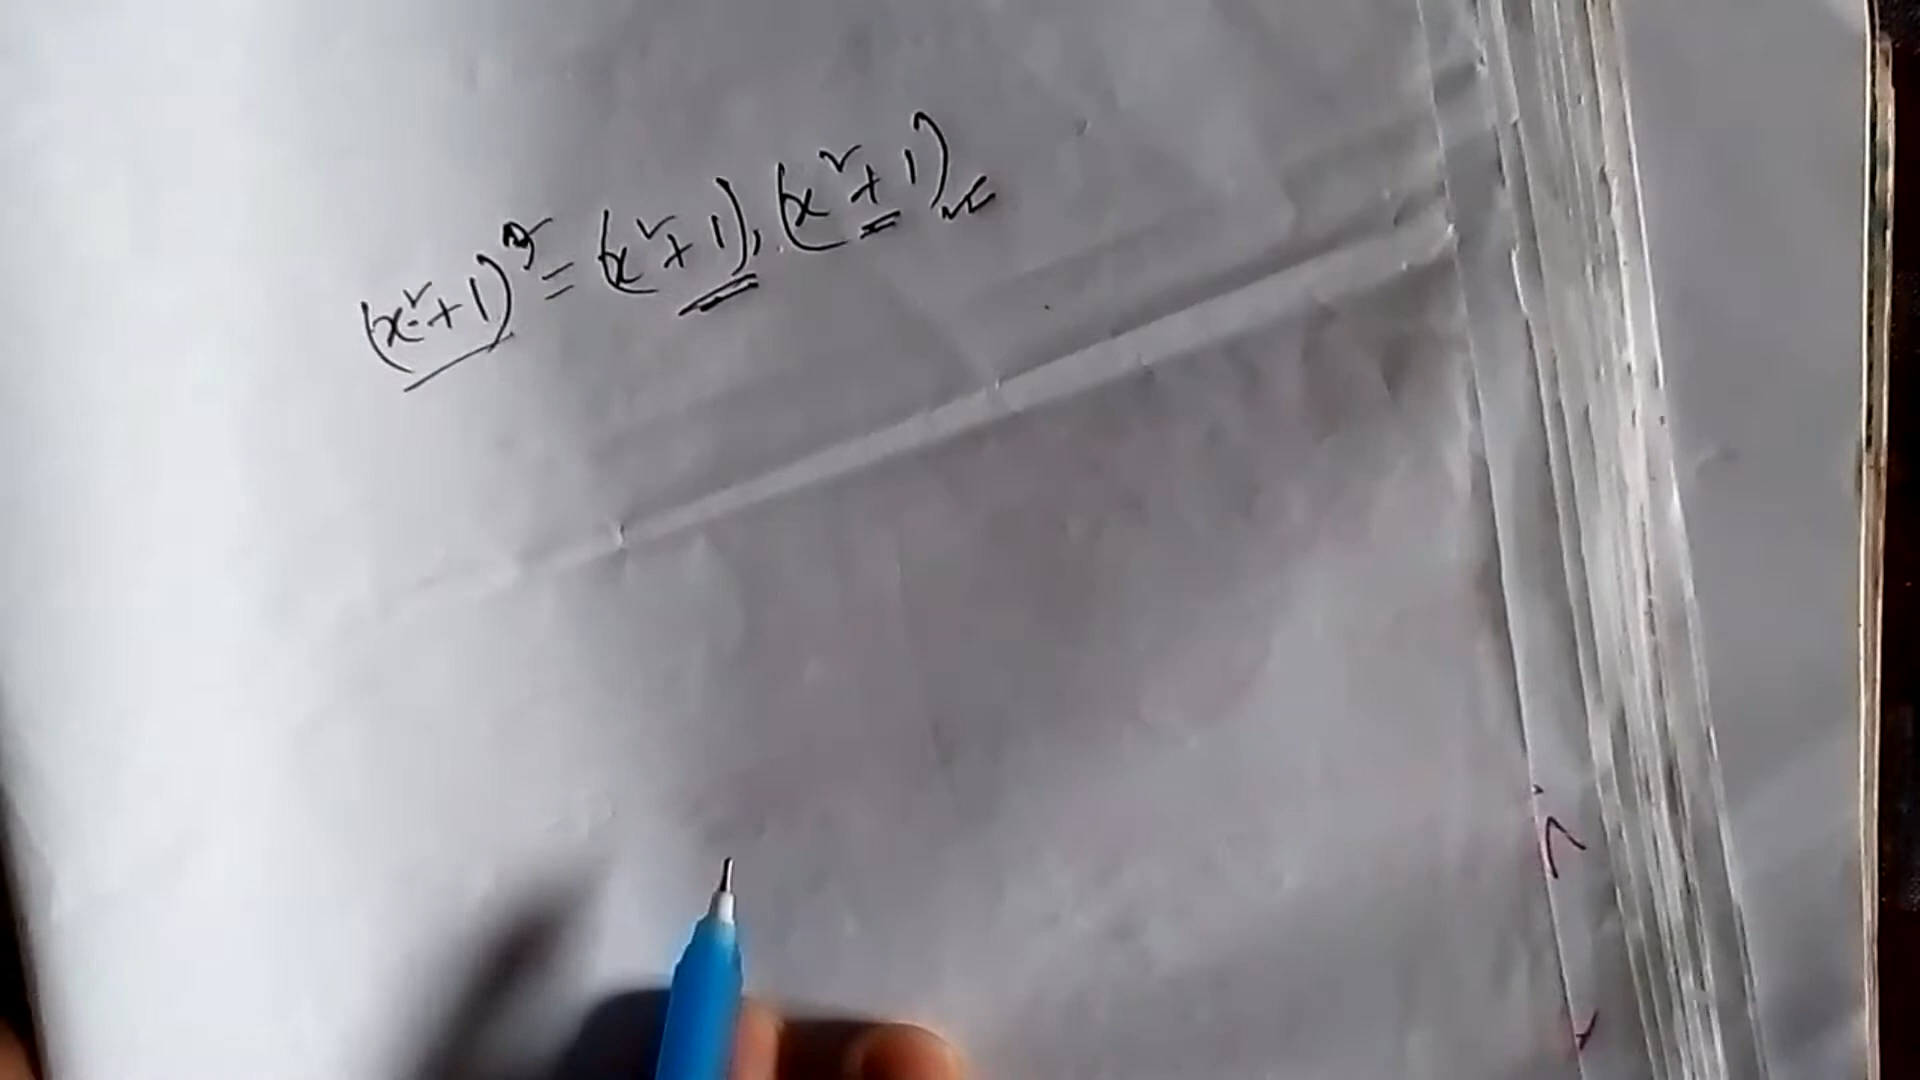 (x²+1)² = (x²+1), (x²+1)